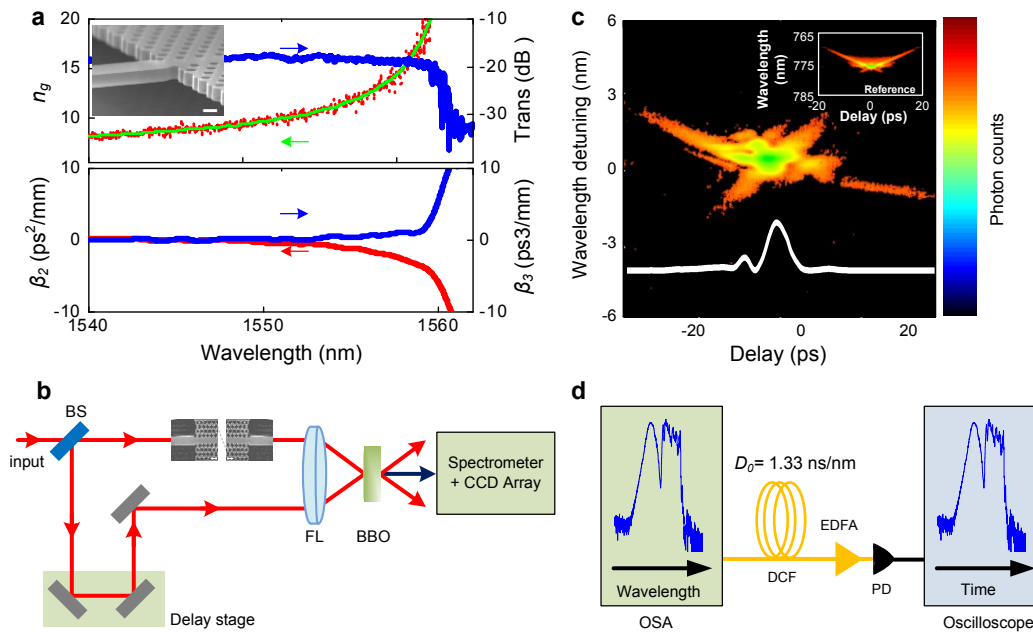 a
20
15
10
n_g
-10
-20
-30
Trans (dB)
10
0
-10
β₂ (ps²/mm)
10
0
-10
β₃ (ps3/mm)
1540
1550
1560
Wavelength (nm)
b
BS
input
FL
BBO
Spectrometer
+ CCD Array
Delay stage
c
6
3
0
-3
-6
Wavelength detuning (nm)
-20
0
20
Delay (ps)
765
775
785
Wavelength
(nm)
Reference
-20
0
20
Delay (ps)
Photon counts
d
Wavelength
OSA
D₀= 1.33 ns/nm
DCF
EDFA
PD
Time
Oscilloscope